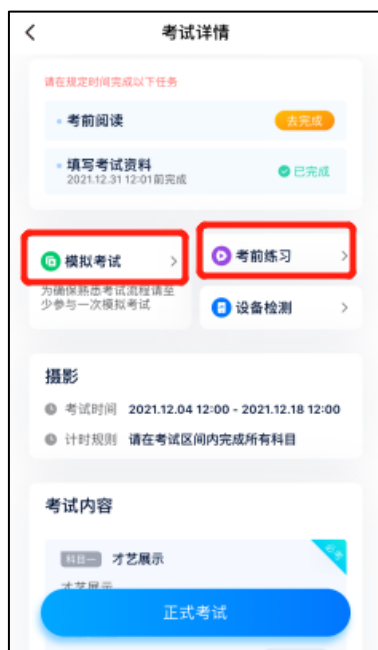 考试详情
请在规定时间完成以下任务
考前阅读
去完成
填写考试资料
2021.12.31 12:01前完成
已完成
模拟考试
考前练习
为确保熟悉考试流程请至
少参与一次模拟考试
设备检测
摄影
考试时间 2021.12.04 12:00 - 2021.12.18 12:00
计时规则 请在考试区间内完成所有科目
考试内容
必考
科目一 才艺展示
才艺展示
正式考试